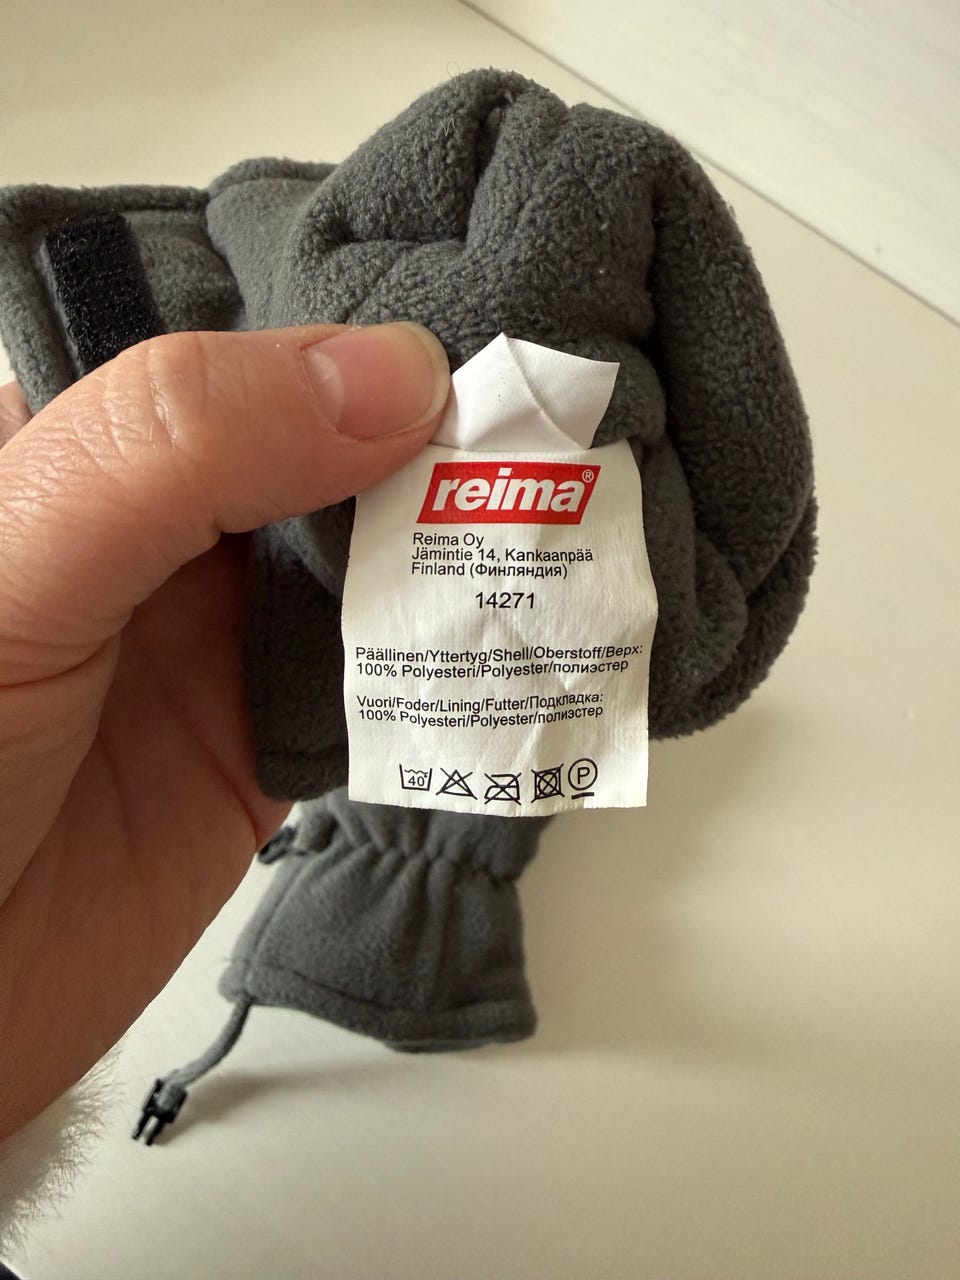 reima®
Reima Oy
Jämintie 14, Kankaanpää
Finland (Финляндия)
14271
Päällinen/Yttertyg/Shell/Oberstoff/Верх:
100% Polyesteri/Polyester/полиэстер
Vuori/Foder/Lining/Futter/Подкладка:
100% Polyesteri/Polyester/полиэстер
40 P